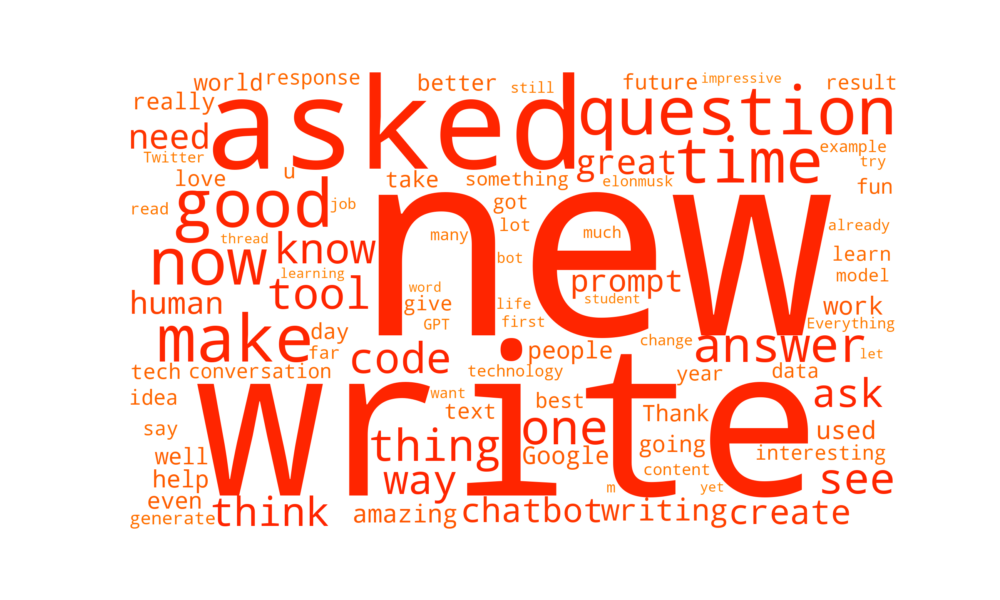 world response better still future impressive result
really asked question
need time example
Twitter great try
love u take something elonmusk fun
good job got
read new already
thread know many lot much
now learning bot learn
tool prompt model
human word give life student work
GPT first Everything
make day change answer
far code people let
tech conversation technology year data
write
idea want best ask
say text one Thank used
well thing Google going interesting
help way content see
even m yet
generate think amazing chatbot writing create